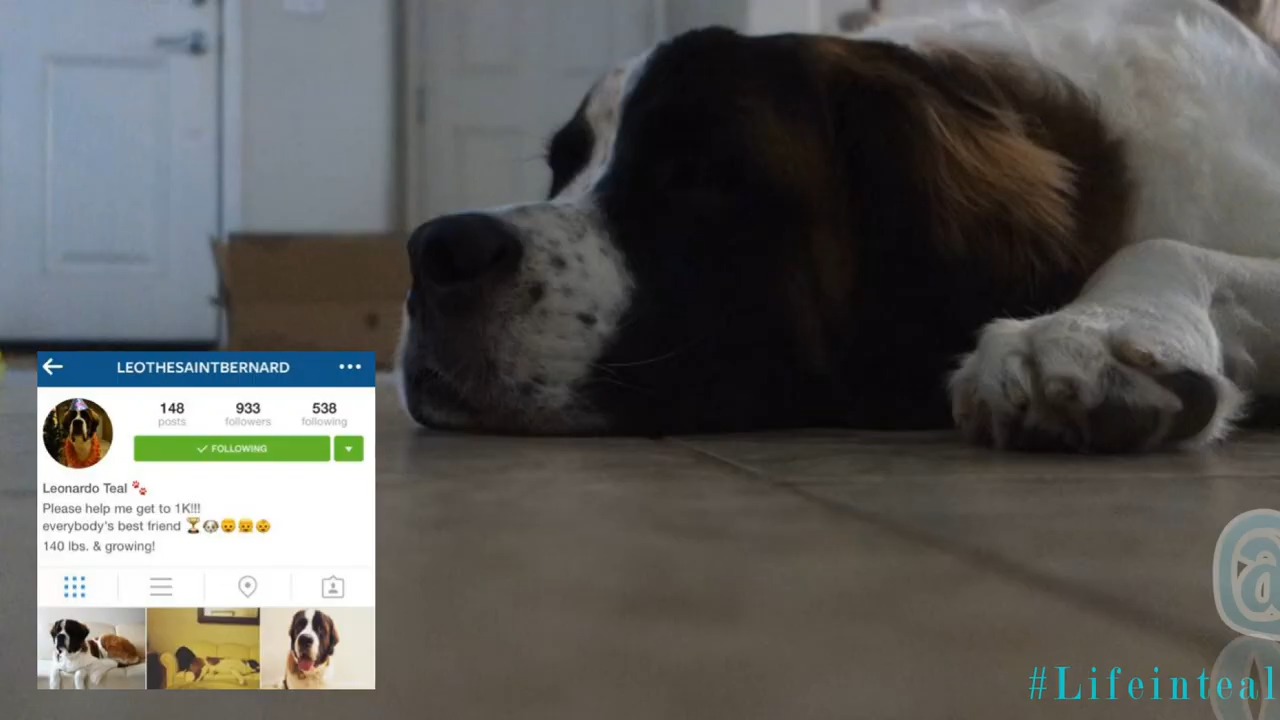 LEOTHESAINTBERNARD
148 933 538
posts followers following
FOLLOWING
Leonardo Teal
Please help me get to 1K!!!
everybody's best friend
140 lbs. & growing!
@
#Lifeinteal